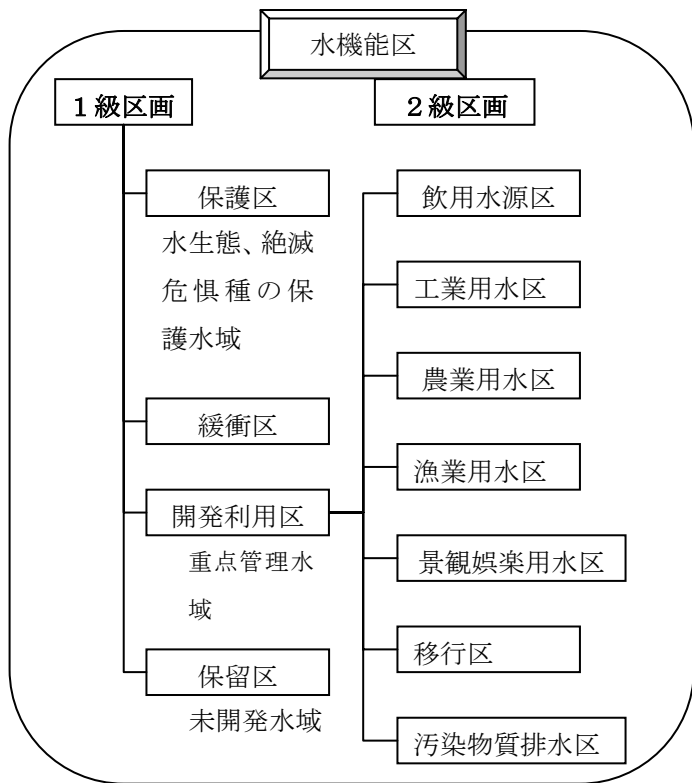 水機能区
1級区画
2級区画
保護区
水生態、絶滅
危惧種の保
護水域
緩衝区
開発利用区
重点管理水
域
保留区
未開発水域
飲用水源区
工業用水区
農業用水区
漁業用水区
景観娯楽用水区
移行区
汚染物質排水区